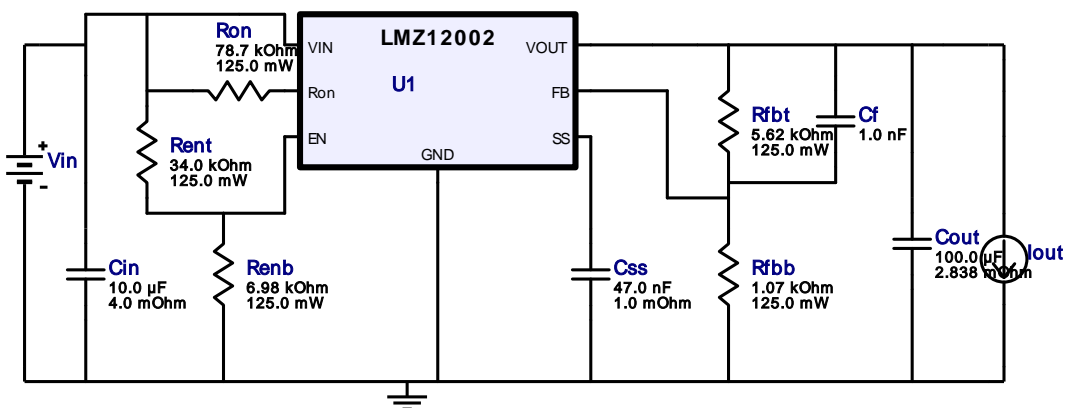 LMZ12002
U1
VIN
Ron
EN
GND
VOUT
FB
SS
Ron
78.7 kOhm
125.0 mW
Rent
34.0 kOhm
125.0 mW
+
Vin
-
Cin
10.0 µF
4.0 mOhm
Renb
6.98 kOhm
125.0 mW
Css
47.0 nF
1.0 mOhm
Rfbt
5.62 kOhm
125.0 mW
Cf
1.0 nF
Rfbb
1.07 kOhm
125.0 mW
Cout
100.0 µF
2.838 mOhm
Iout